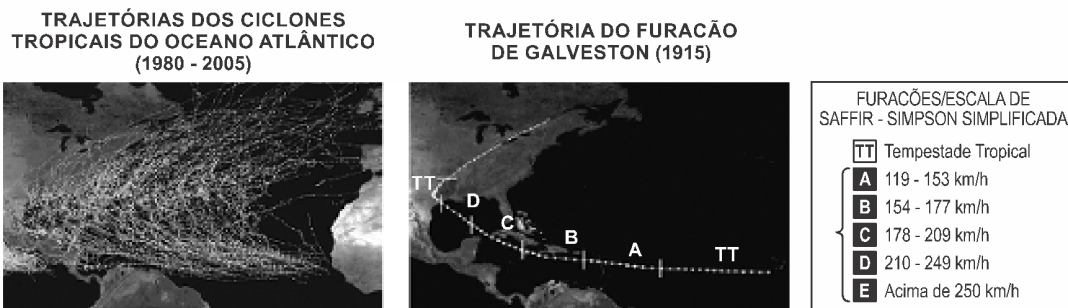 TRAJETÓRIAS DOS CICLONES
TROPICAIS DO OCEANO ATLÂNTICO
(1980 - 2005)
TRAJETÓRIA DO FURACÃO
DE GALVESTON (1915)
TT
D
C
B
A
TT
FURACÕES/ESCALA DE
SAFFIR - SIMPSON SIMPLIFICADA
TT Tempestade Tropical
A 119 - 153 km/h
B 154 - 177 km/h
C 178 - 209 km/h
D 210 - 249 km/h
E Acima de 250 km/h